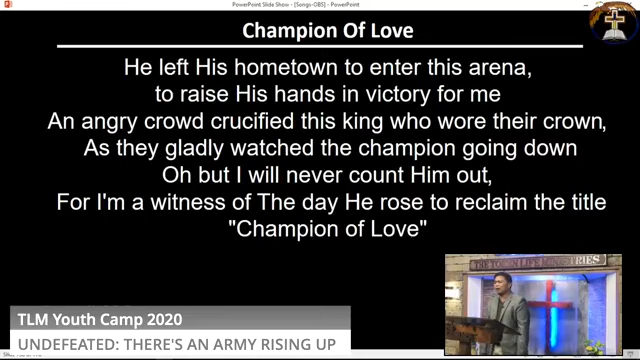 PowerPoint Slide Show - [Songs-OBS] - PowerPoint
Champion Of Love
He left His hometown to enter this arena,
to raise His hands in victory for me
An angry crowd crucified this king who wore their crown,
As they gladly watched the champion going down
Oh but I will never count Him out,
For I'm a witness of The day He rose to reclaim the title
"Champion of Love"
LIFE MINISTRIES
TLM Youth Camp 2020
UNDEFEATED: THERE'S AN ARMY RISING UP